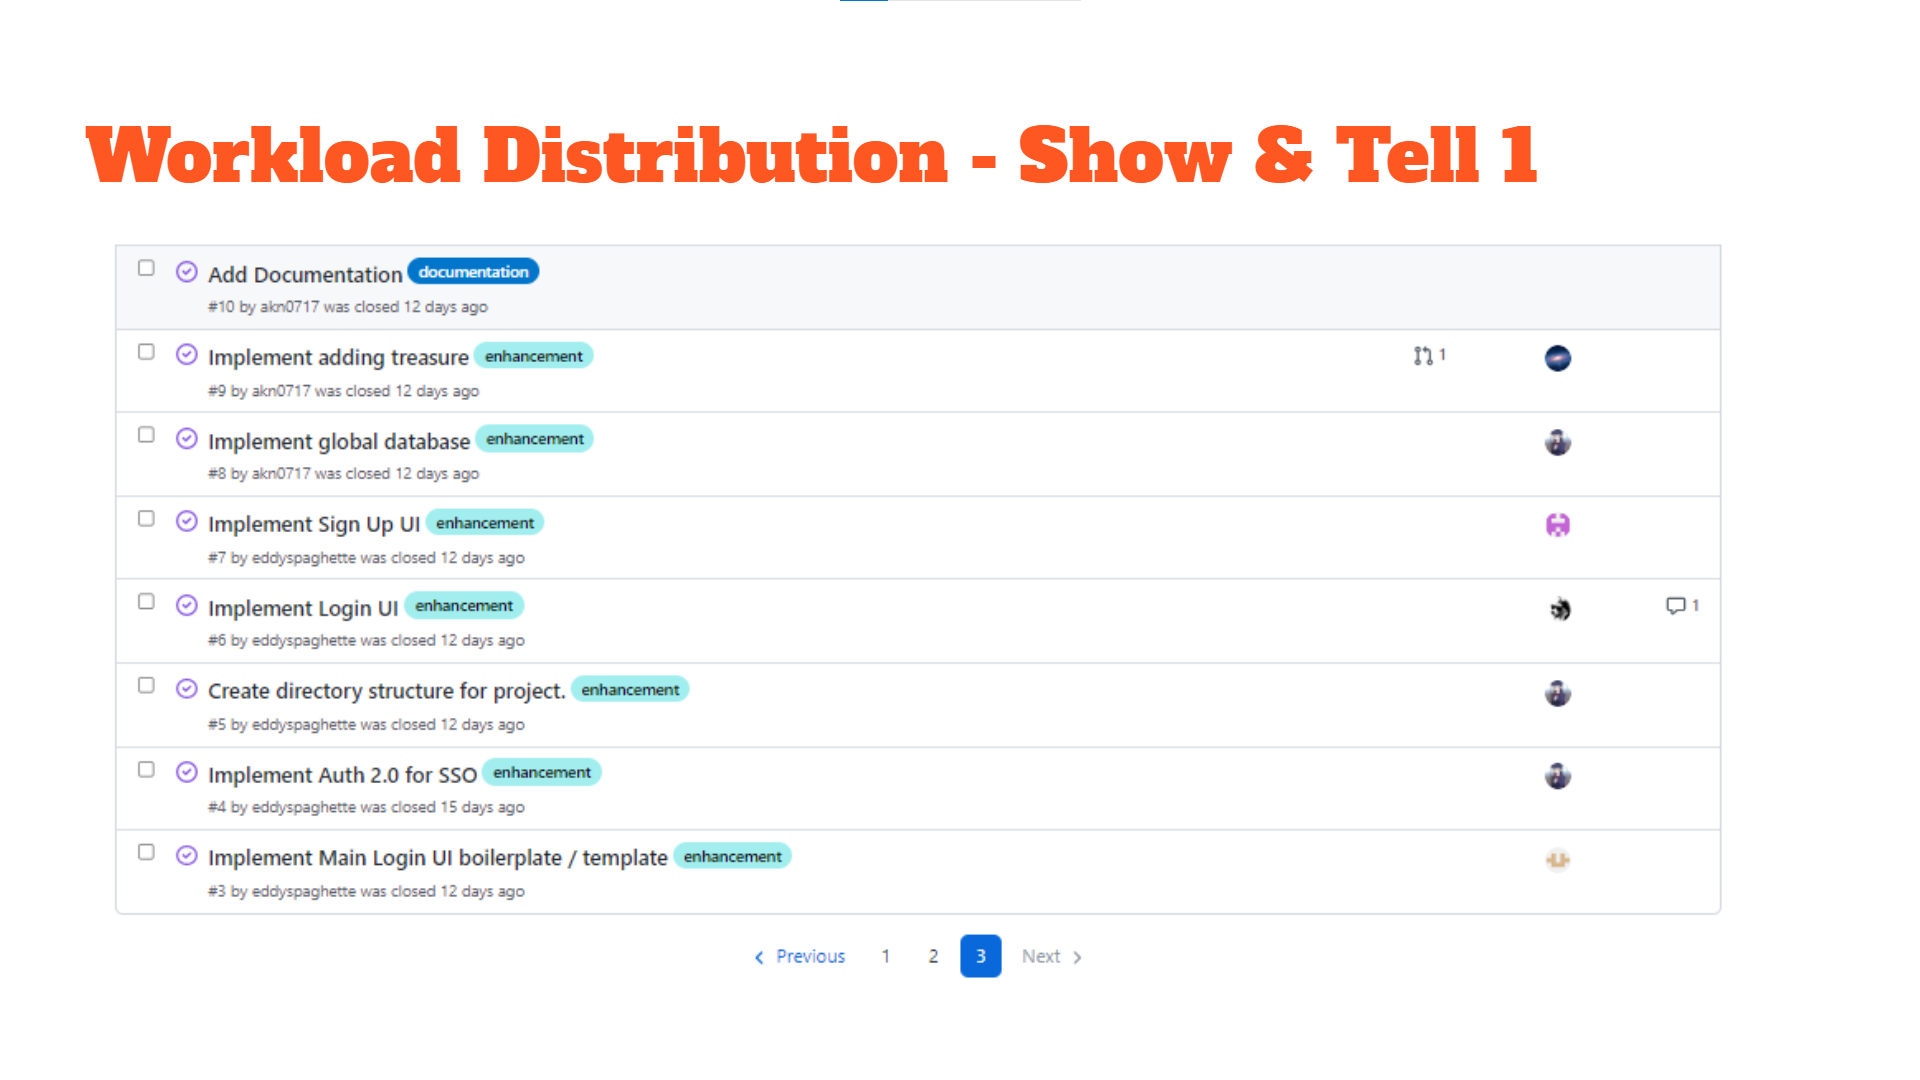 Workload Distribution - Show & Tell 1
Add Documentation documentation
#10 by akn0717 was closed 12 days ago
Implement adding treasure enhancement 1
#9 by akn0717 was closed 12 days ago
Implement global database enhancement
#8 by akn0717 was closed 12 days ago
Implement Sign Up UI enhancement
#7 by eddyspaghette was closed 12 days ago
Implement Login UI enhancement 1
#6 by eddyspaghette was closed 12 days ago
Create directory structure for project. enhancement
#5 by eddyspaghette was closed 12 days ago
Implement Auth 2.0 for SSO enhancement
#4 by eddyspaghette was closed 15 days ago
Implement Main Login UI boilerplate / template enhancement
#3 by eddyspaghette was closed 12 days ago
Previous 1 2 3 Next